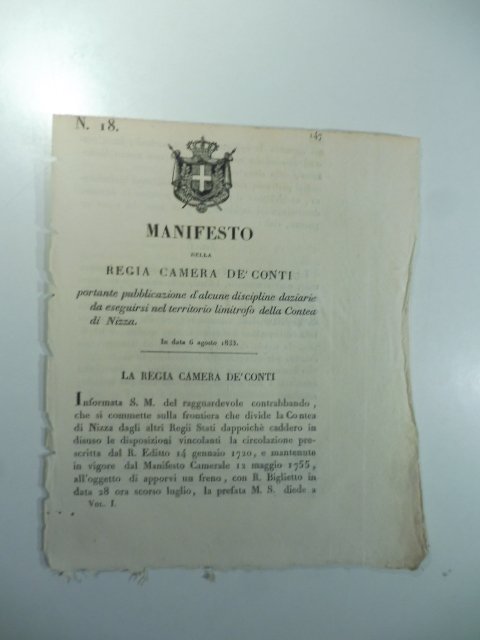 N. 18.
147
MANIFESTO
DELLA
REGIA CAMERA DE' CONTI
portante pubblicazione d'alcune discipline daziarie
da eseguirsi nel territorio limitrofo della Contea
di Nizza.
In data 6 agosto 1833.
LA REGIA CAMERA DE' CONTI
Informata S. M. del ragguardevole contrabbando,
che si commette sulla frontiera che divide la Contea
di Nizza dagli altri Regii Stati dappoichè caddero in
disuso le disposizioni vincolanti la circolazione pre-
scritta dal R. Editto 14 gennaio 1720, e mantenute
in vigore dal Manifesto Camerale 12 maggio 1755,
all'oggetto di apporvi un freno, con R. Biglietto in
data 28 ora scorso luglio, la prefata M. S. diede a
VOL. I.